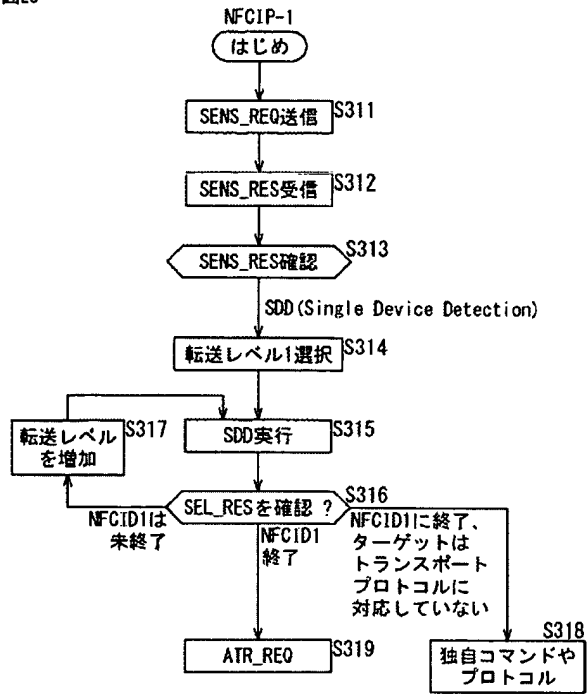 NFCIP-1
はじめ
SENS_REQ送信
S311
SENS_RES受信
S312
SENS_RES確認
S313
SDD(Single Device Detection)
転送レベル1選択
S314
転送レベル
を増加
S317
SDD実行
S315
SEL_RESを確認 ?
S316
NFCID1は
未終了
NFCID1
終了
NFCID1に終了、
ターゲットは
トランスポート
プロトコルに
対応していない
ATR_REQ
S319
S318
独自コマンドや
プロトコル